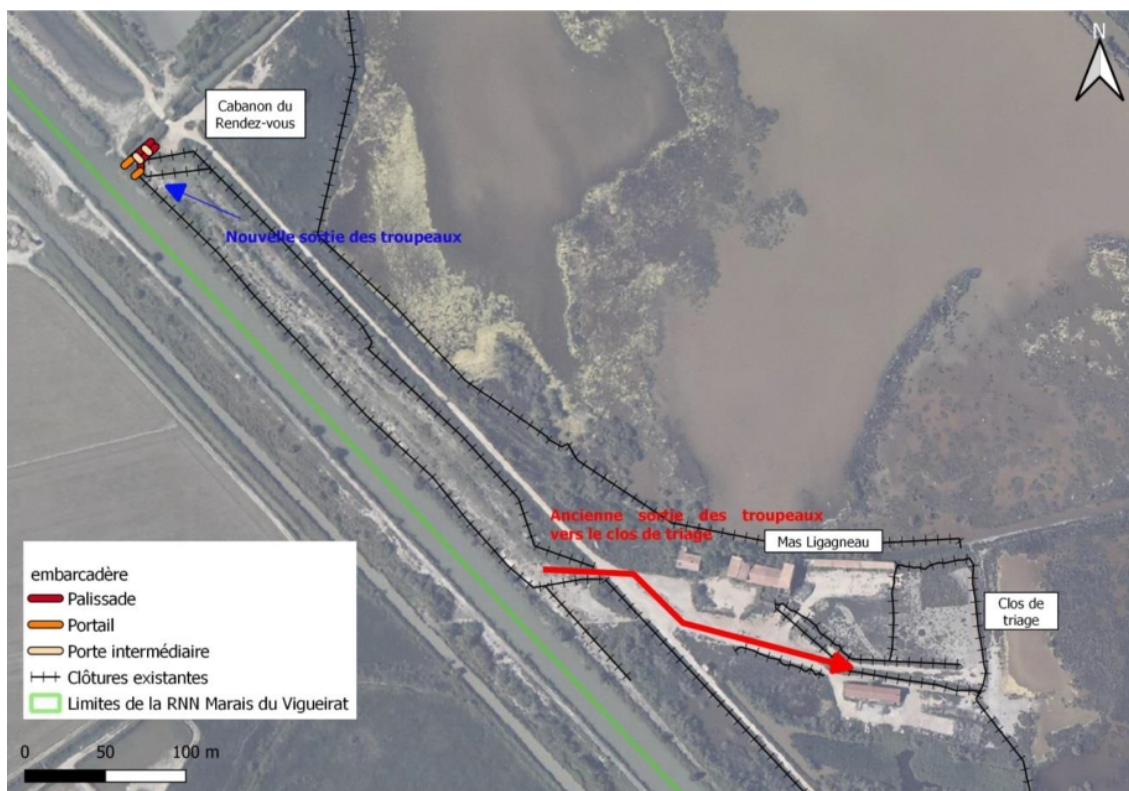 N
Cabanon du
Rendez-vous
Nouvelle sortie des troupeaux
Ancienne sortie des troupeaux
vers le clos de triage
Mas Ligagneau
Clos de
triage
embarcadère
Palissade
Portail
Porte intermédiaire
Clôtures existantes
Limites de la RNN Marais du Vigueirat
0 50 100 m